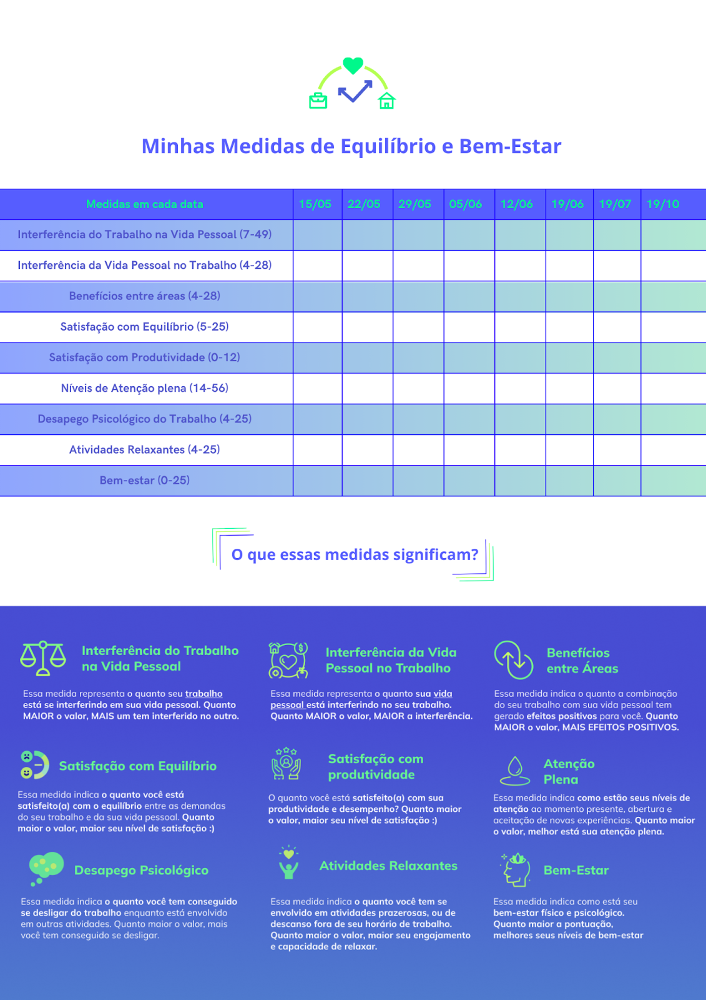 Minhas Medidas de Equilíbrio e Bem-Estar
Medidas em cada data 15/05 22/05 29/05 05/06 12/06 19/06 19/07 19/10
Interferência do Trabalho na Vida Pessoal (7-49)
Interferência da Vida Pessoal no Trabalho (4-28)
Benefícios entre áreas (4-28)
Satisfação com Equilíbrio (5-25)
Satisfação com Produtividade (0-12)
Níveis de Atenção plena (14-56)
Desapego Psicológico do Trabalho (4-25)
Atividades Relaxantes (4-25)
Bem-estar (0-25)
O que essas medidas significam?
Interferência do Trabalho
na Vida Pessoal
Essa medida representa o quanto seu trabalho
está se interferindo em sua vida pessoal. Quanto
MAIOR o valor, MAIS um tem interferido no outro.
Interferência da Vida
Pessoal no Trabalho
Essa medida representa o quanto sua vida
pessoal está interferindo no seu trabalho.
Quanto MAIOR o valor, MAIOR a interferência.
Benefícios
entre Áreas
Essa medida indica o quanto a combinação
do seu trabalho com sua vida pessoal tem
gerado efeitos positivos para você. Quanto
MAIOR o valor, MAIS EFEITOS POSITIVOS.
Satisfação com Equilíbrio
Essa medida indica o quanto você está
satisfeito(a) com o equilíbrio entre as demandas
do seu trabalho e da sua vida pessoal. Quanto
maior o valor, maior seu nível de satisfação :)
Satisfação com
produtividade
O quanto você está satisfeito(a) com sua
produtividade e desempenho? Quanto maior
o valor, maior seu nível de satisfação :)
Atenção
Plena
Essa medida indica como estão seus níveis de
atenção ao momento presente, abertura e
aceitação de novas experiências. Quanto maior
o valor, melhor está sua atenção plena.
Desapego Psicológico
Essa medida indica o quanto você tem conseguido
se desligar do trabalho enquanto está envolvido
em outras atividades. Quanto maior o valor, mais
você tem conseguido se desligar.
Atividades Relaxantes
Essa medida indica o quanto você tem se
envolvido em atividades prazerosas, ou de
descanso fora de seu horário de trabalho.
Quanto maior o valor, maior seu engajamento
e capacidade de relaxar.
Bem-Estar
Essa medida indica como está seu
bem-estar físico e psicológico.
Quanto maior a pontuação,
melhores seus níveis de bem-estar